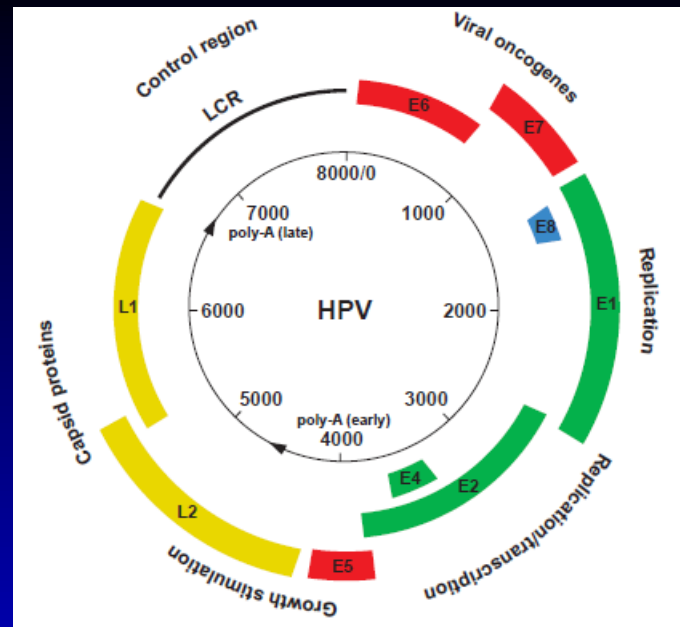 Control region
Viral oncogenes
LCR
E6
E7
8000/0
7000
1000
poly-A (late)
E8
Replication
L1
6000
HPV
2000
E1
Capsid proteins
5000
poly-A (early)
3000
4000
E4
E2
L2
Replication/transcription
E5
Growth stimulation